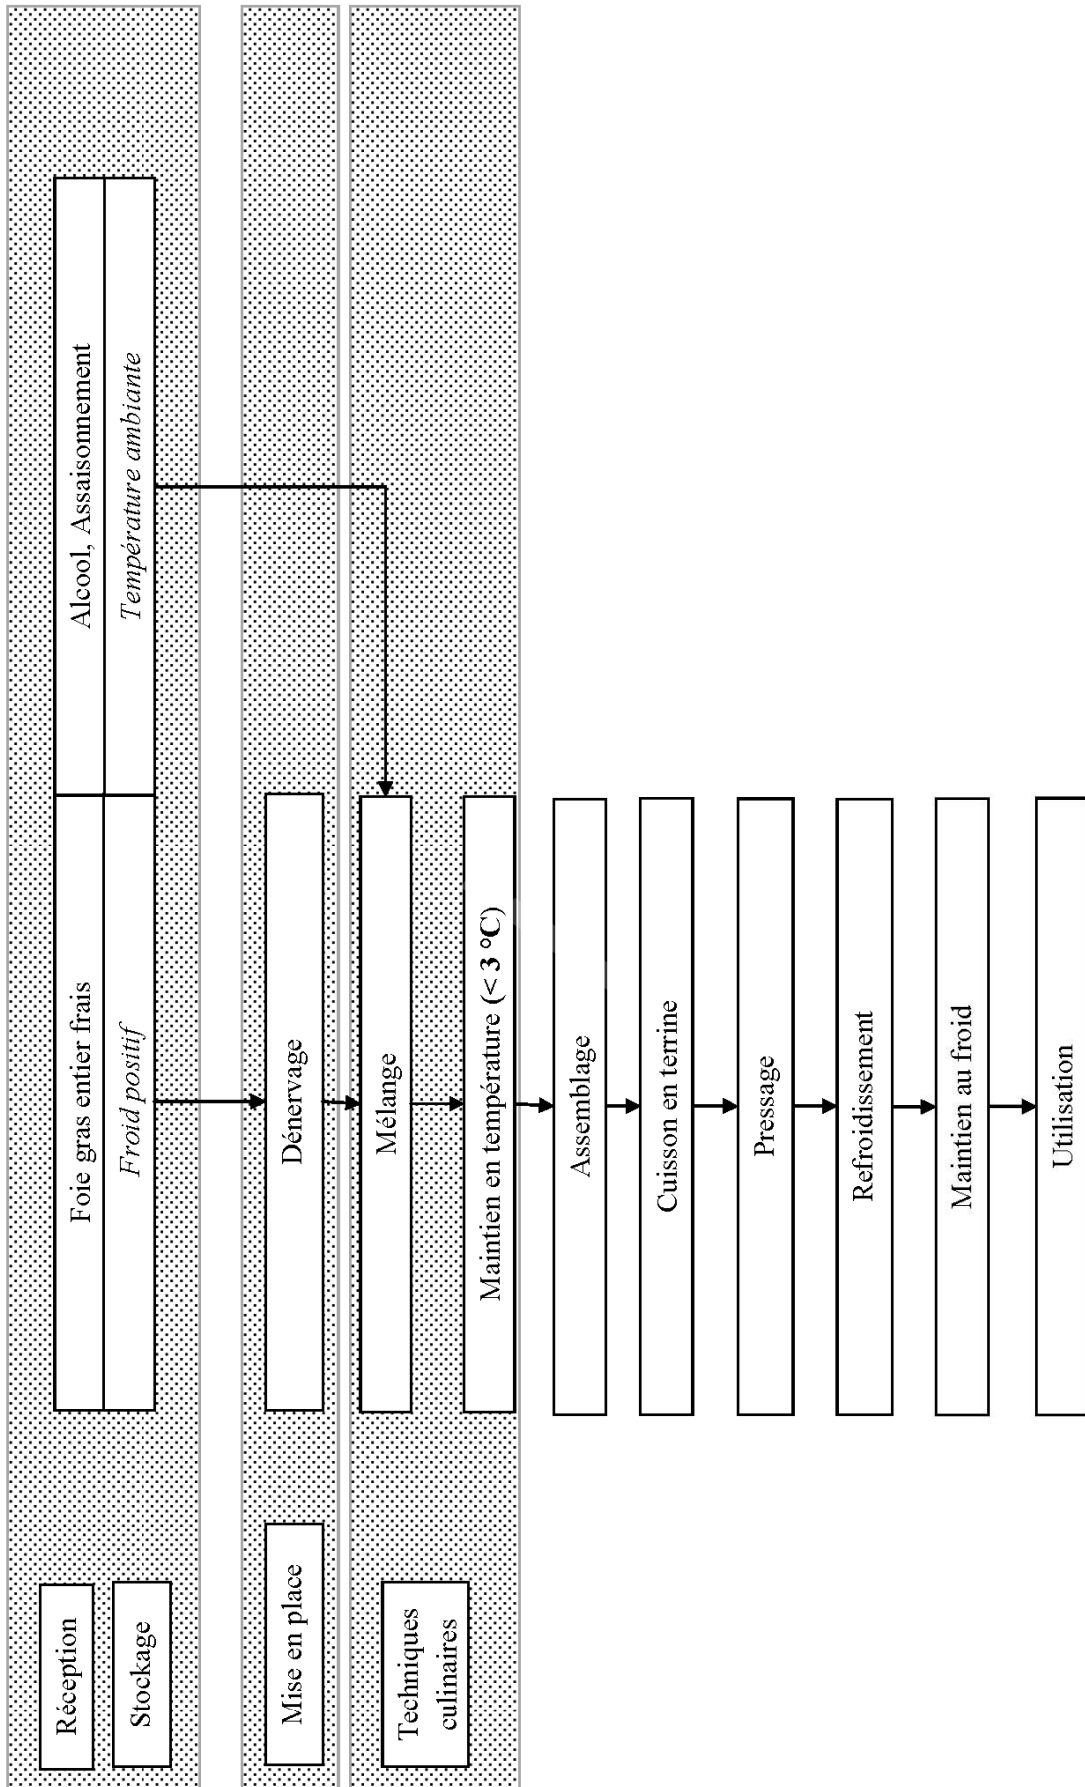 Réception
Stockage
Foie gras entier frais
Froid positif
Alcool, Assaisonnement
Température ambiante
Mise en place
Dénervage
Techniques
culinaires
Mélange
Maintien en température (< 3 °C)
Assemblage
Cuisson en terrine
Pressage
Refroidissement
Maintien au froid
Utilisation